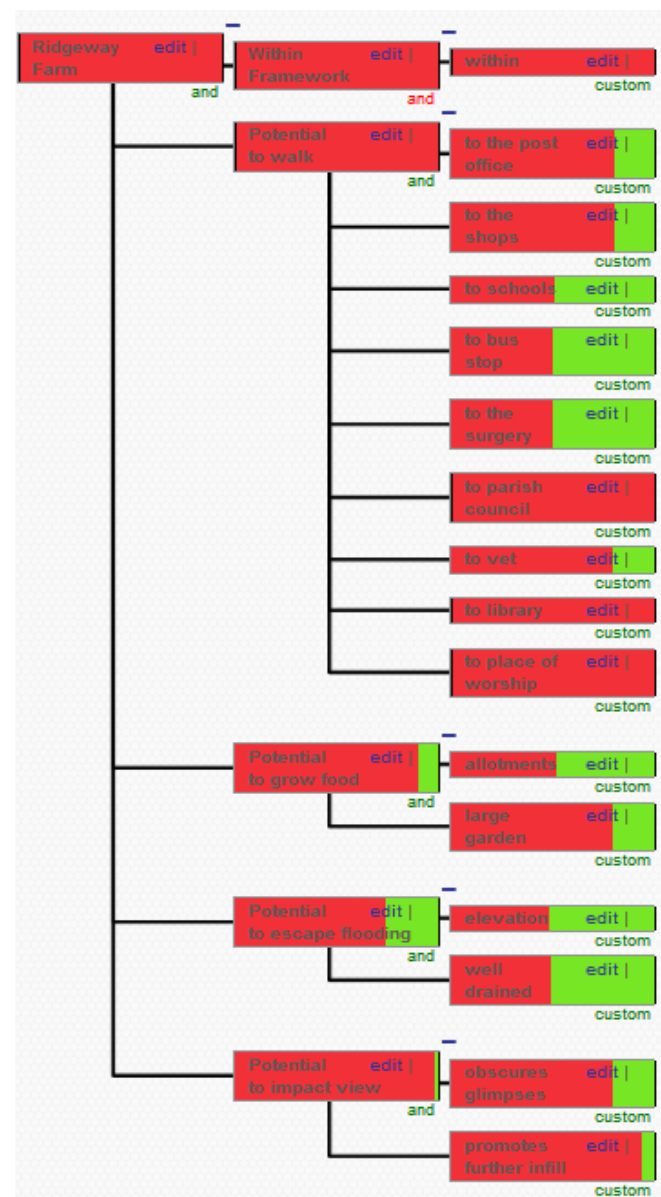 Ridgeway edit |
Farm
and
Within edit |
Framework
and
within
custom
Potential edit |
to walk
and
to the post edit |
office
custom
to the edit |
shops
custom
to schools edit |
custom
to bus edit |
stop
custom
to the edit |
surgery
custom
to parish edit |
council
custom
to vet edit |
custom
to library edit |
custom
to place of edit |
worship
custom
Potential edit |
to grow food
and
allotments edit |
custom
large edit |
garden
custom
Potential edit |
to escape flooding
and
elevation edit |
custom
well edit |
drained
custom
Potential edit |
to impact view
and
obscures edit |
glimpses
custom
promotes edit |
further infill
custom